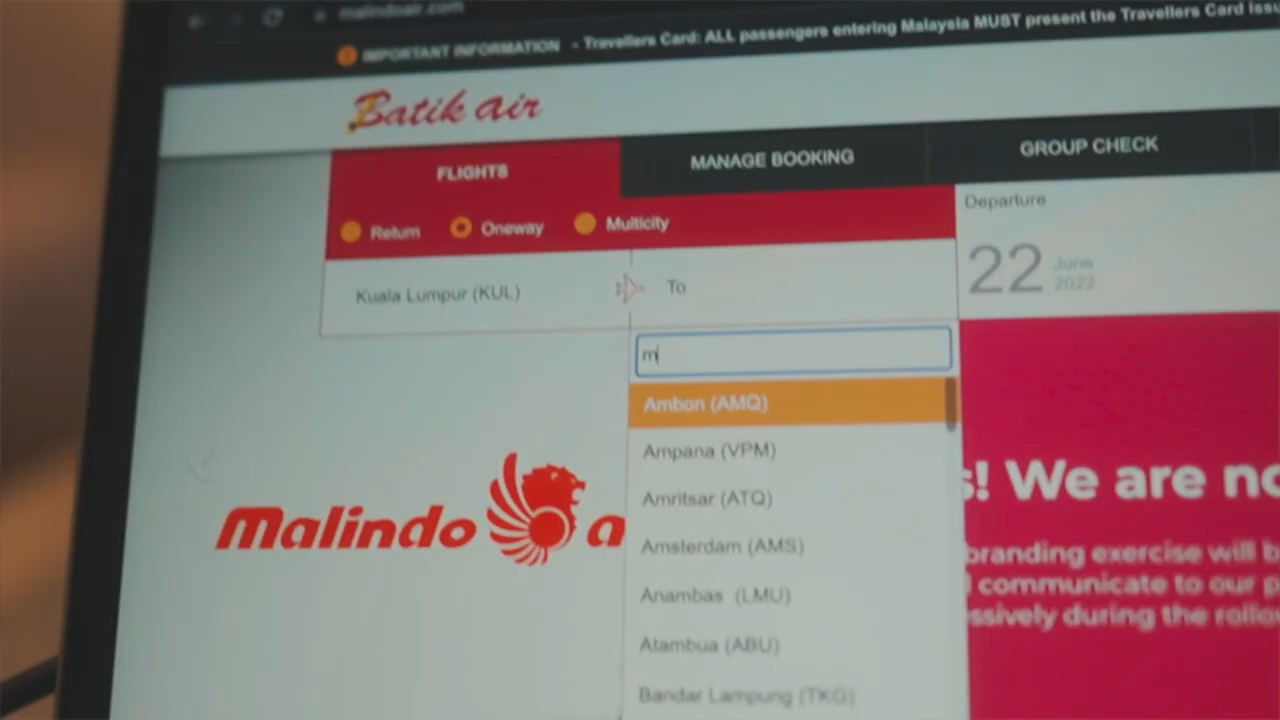 malindoair.com
IMPORTANT INFORMATION - Travellers Card: ALL passengers entering Malaysia MUST present the Travellers Card issu
Batik air
FLIGHTS
MANAGE BOOKING
GROUP CHECK
Return
Oneway
Multicity
Departure
Kuala Lumpur (KUL)
To
22
June
2022
m
Ambon (AMQ)
Ampana (VPM)
Amritsar (ATQ)
Amsterdam (AMS)
Anambas (LMU)
Atambua (ABU)
Bandar Lampung (TKG)
Malindo a
s! We are no
branding exercise will b
communicate to our p
ssively during the rollo